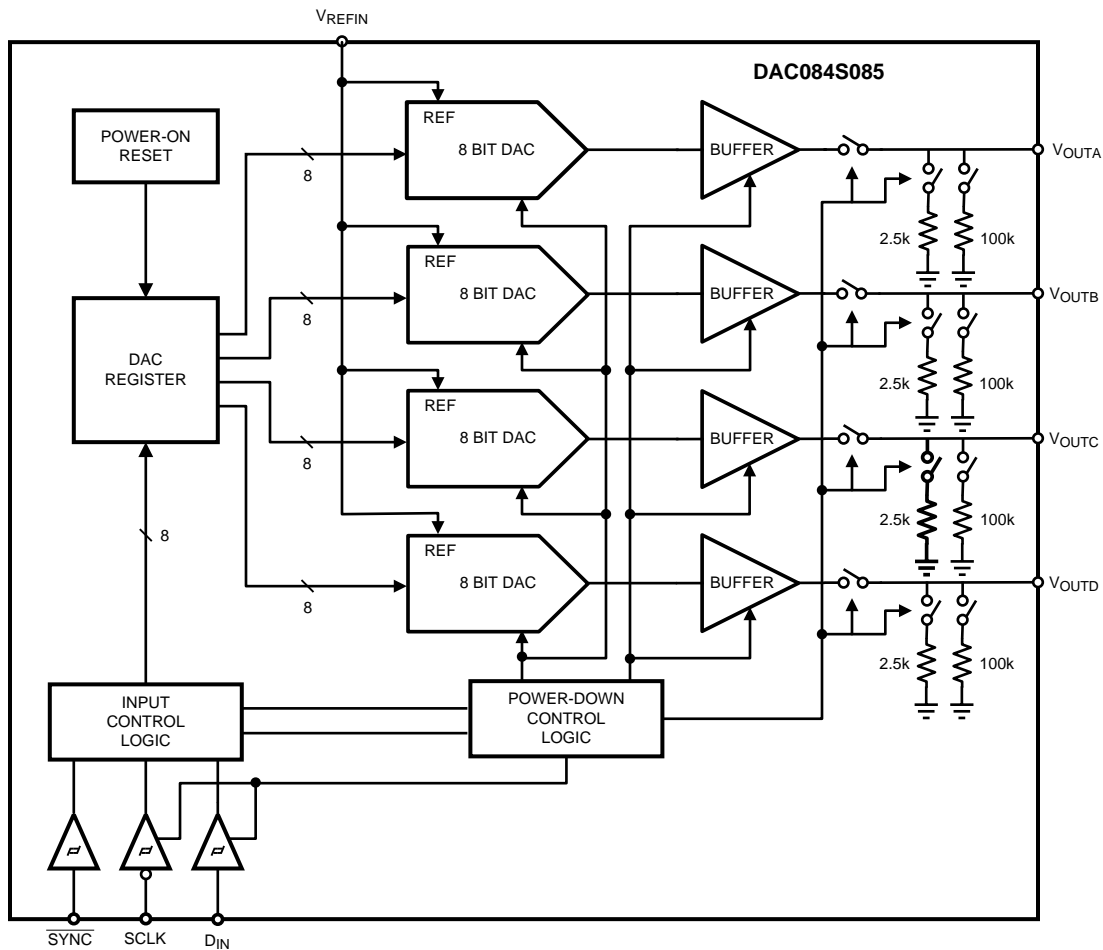 VREFIN
DAC084S085
REF
8 BIT DAC
BUFFER
VOUTA
POWER-ON
RESET
8
2.5k
100k
REF
8 BIT DAC
BUFFER
VOUTB
8
DAC
REGISTER
2.5k
100k
REF
8 BIT DAC
BUFFER
VOUTC
8
2.5k
100k
8
REF
8 BIT DAC
BUFFER
VOUTD
8
2.5k
100k
INPUT
CONTROL
LOGIC
POWER-DOWN
CONTROL
LOGIC
SYNC
SCLK
DIN